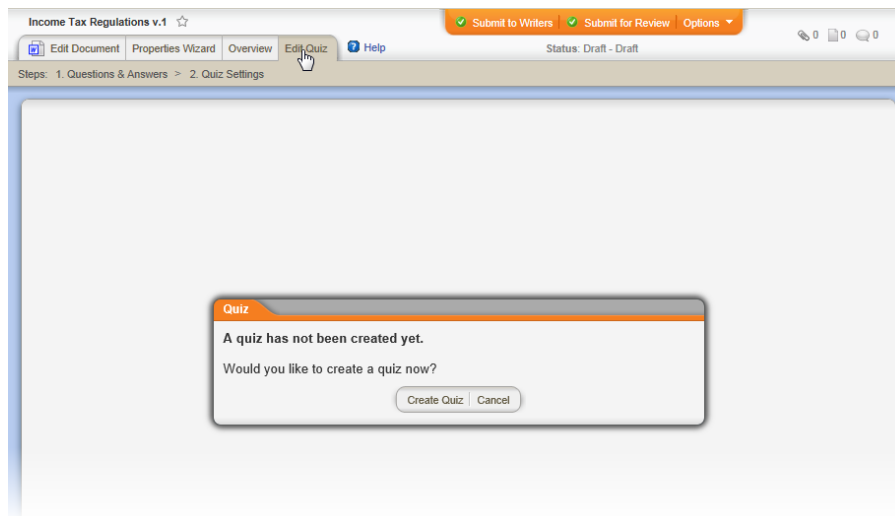 Income Tax Regulations v.1
Submit to Writers Submit for Review Options
0 0 0
Edit Document Properties Wizard Overview Edit Quiz Help
Status: Draft - Draft
Steps: 1. Questions & Answers > 2. Quiz Settings
Quiz
A quiz has not been created yet.
Would you like to create a quiz now?
Create Quiz Cancel